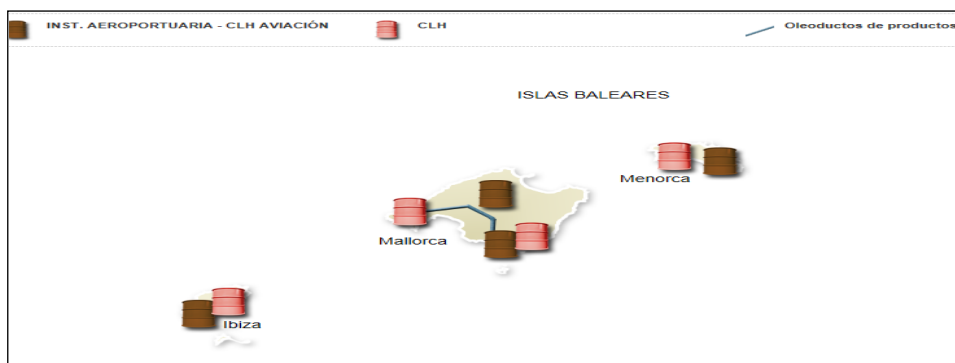 INST. AEROPORTUARIA - CLH AVIACIÓN CLH Oleoductos de productos
ISLAS BALEARES
Menorca
Mallorca
Ibiza